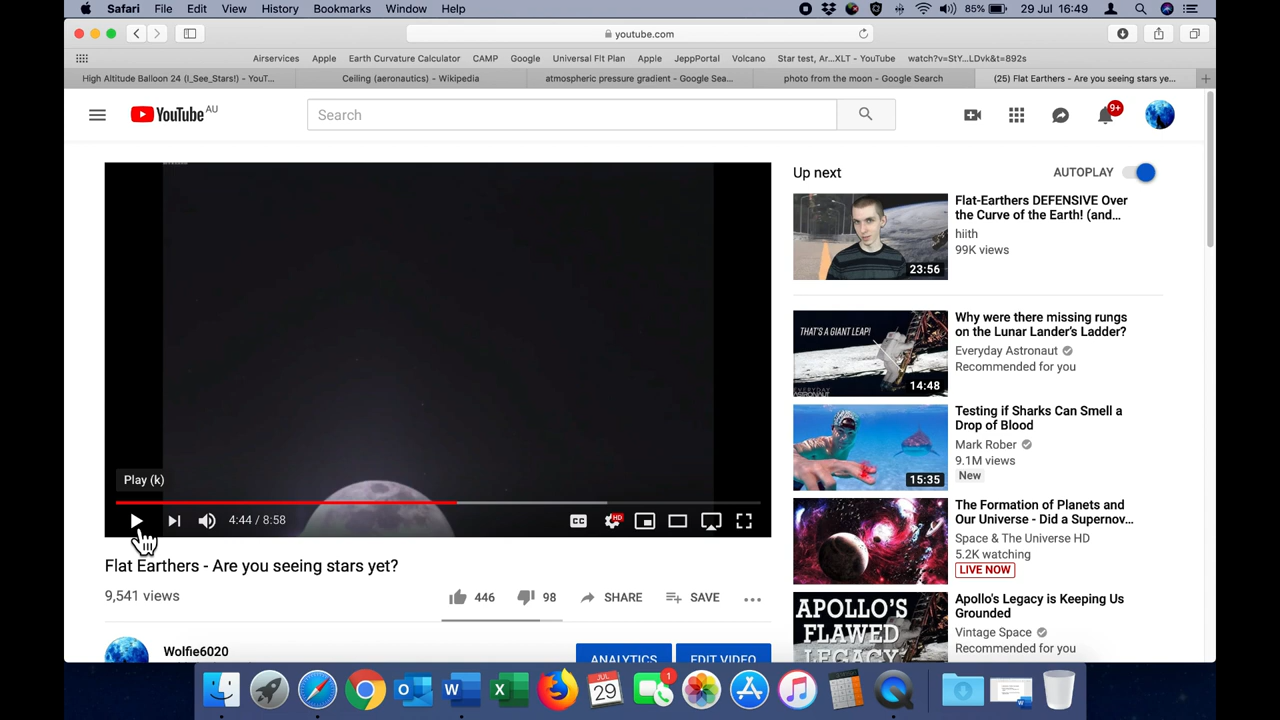 Safari File Edit View History Bookmarks Window Help 85% 29 Jul 16:49
youtube.com
Airservices Apple Earth Curvature Calculator CAMP Google Universal Flt Plan Apple JeppPortal Volcano Star test, Ar...XLT - YouTube watch?v=StY...LDvk&t=892s
High Altitude Balloon 24 (I_See_Stars!) - YouT... Ceiling (aeronautics) - Wikipedia atmospheric pressure gradient - Google Sea... photo from the moon - Google Search (25) Flat Earthers - Are you seeing stars ye...
YouTube AU Search 9+
Up next AUTOPLAY
Flat-Earthers DEFENSIVE Over
the Curve of the Earth! (and...
hiith
99K views
23:56
THAT'S A GIANT LEAP!
EVERYDAY ASTRONAUT
14:48
Why were there missing rungs
on the Lunar Lander's Ladder?
Everyday Astronaut
Recommended for you
15:35
Testing if Sharks Can Smell a
Drop of Blood
Mark Rober
9.1M views
New
The Formation of Planets and
Our Universe - Did a Supernov...
Space & The Universe HD
5.2K watching
LIVE NOW
APOLLO'S
FLAWED
LEGACY
Apollo's Legacy is Keeping Us
Grounded
Vintage Space
Recommended for you
Play (k)
4:44 / 8:58 CC HD
Flat Earthers - Are you seeing stars yet?
9,541 views 446 98 SHARE SAVE
Wolfie6020 ANALYTICS EDIT VIDEO
O W X JUL 29 1 W